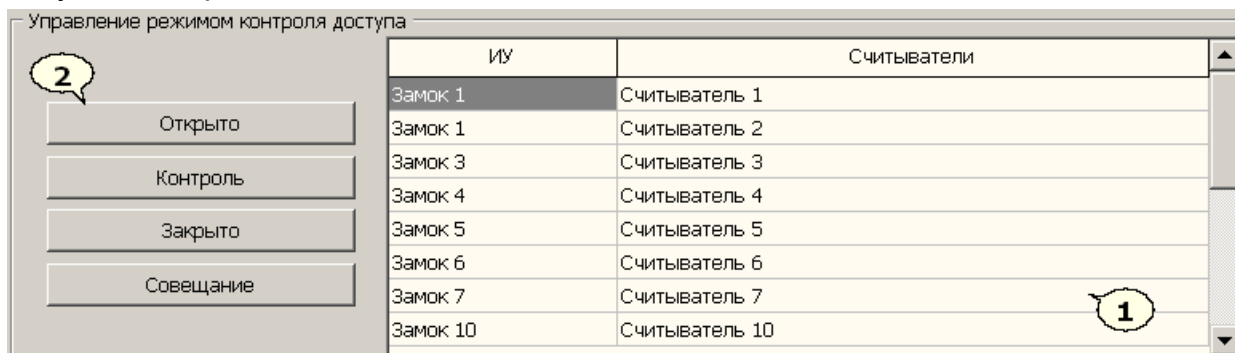 Управление режимом контроля доступа
ИУ Считыватели
2
Замок 1 Считыватель 1
Открыто
Замок 1 Считыватель 2
Замок 3 Считыватель 3
Контроль
Замок 4 Считыватель 4
Закрыто
Замок 5 Считыватель 5
Замок 6 Считыватель 6
Совещание
Замок 7 Считыватель 7
1
Замок 10 Считыватель 10